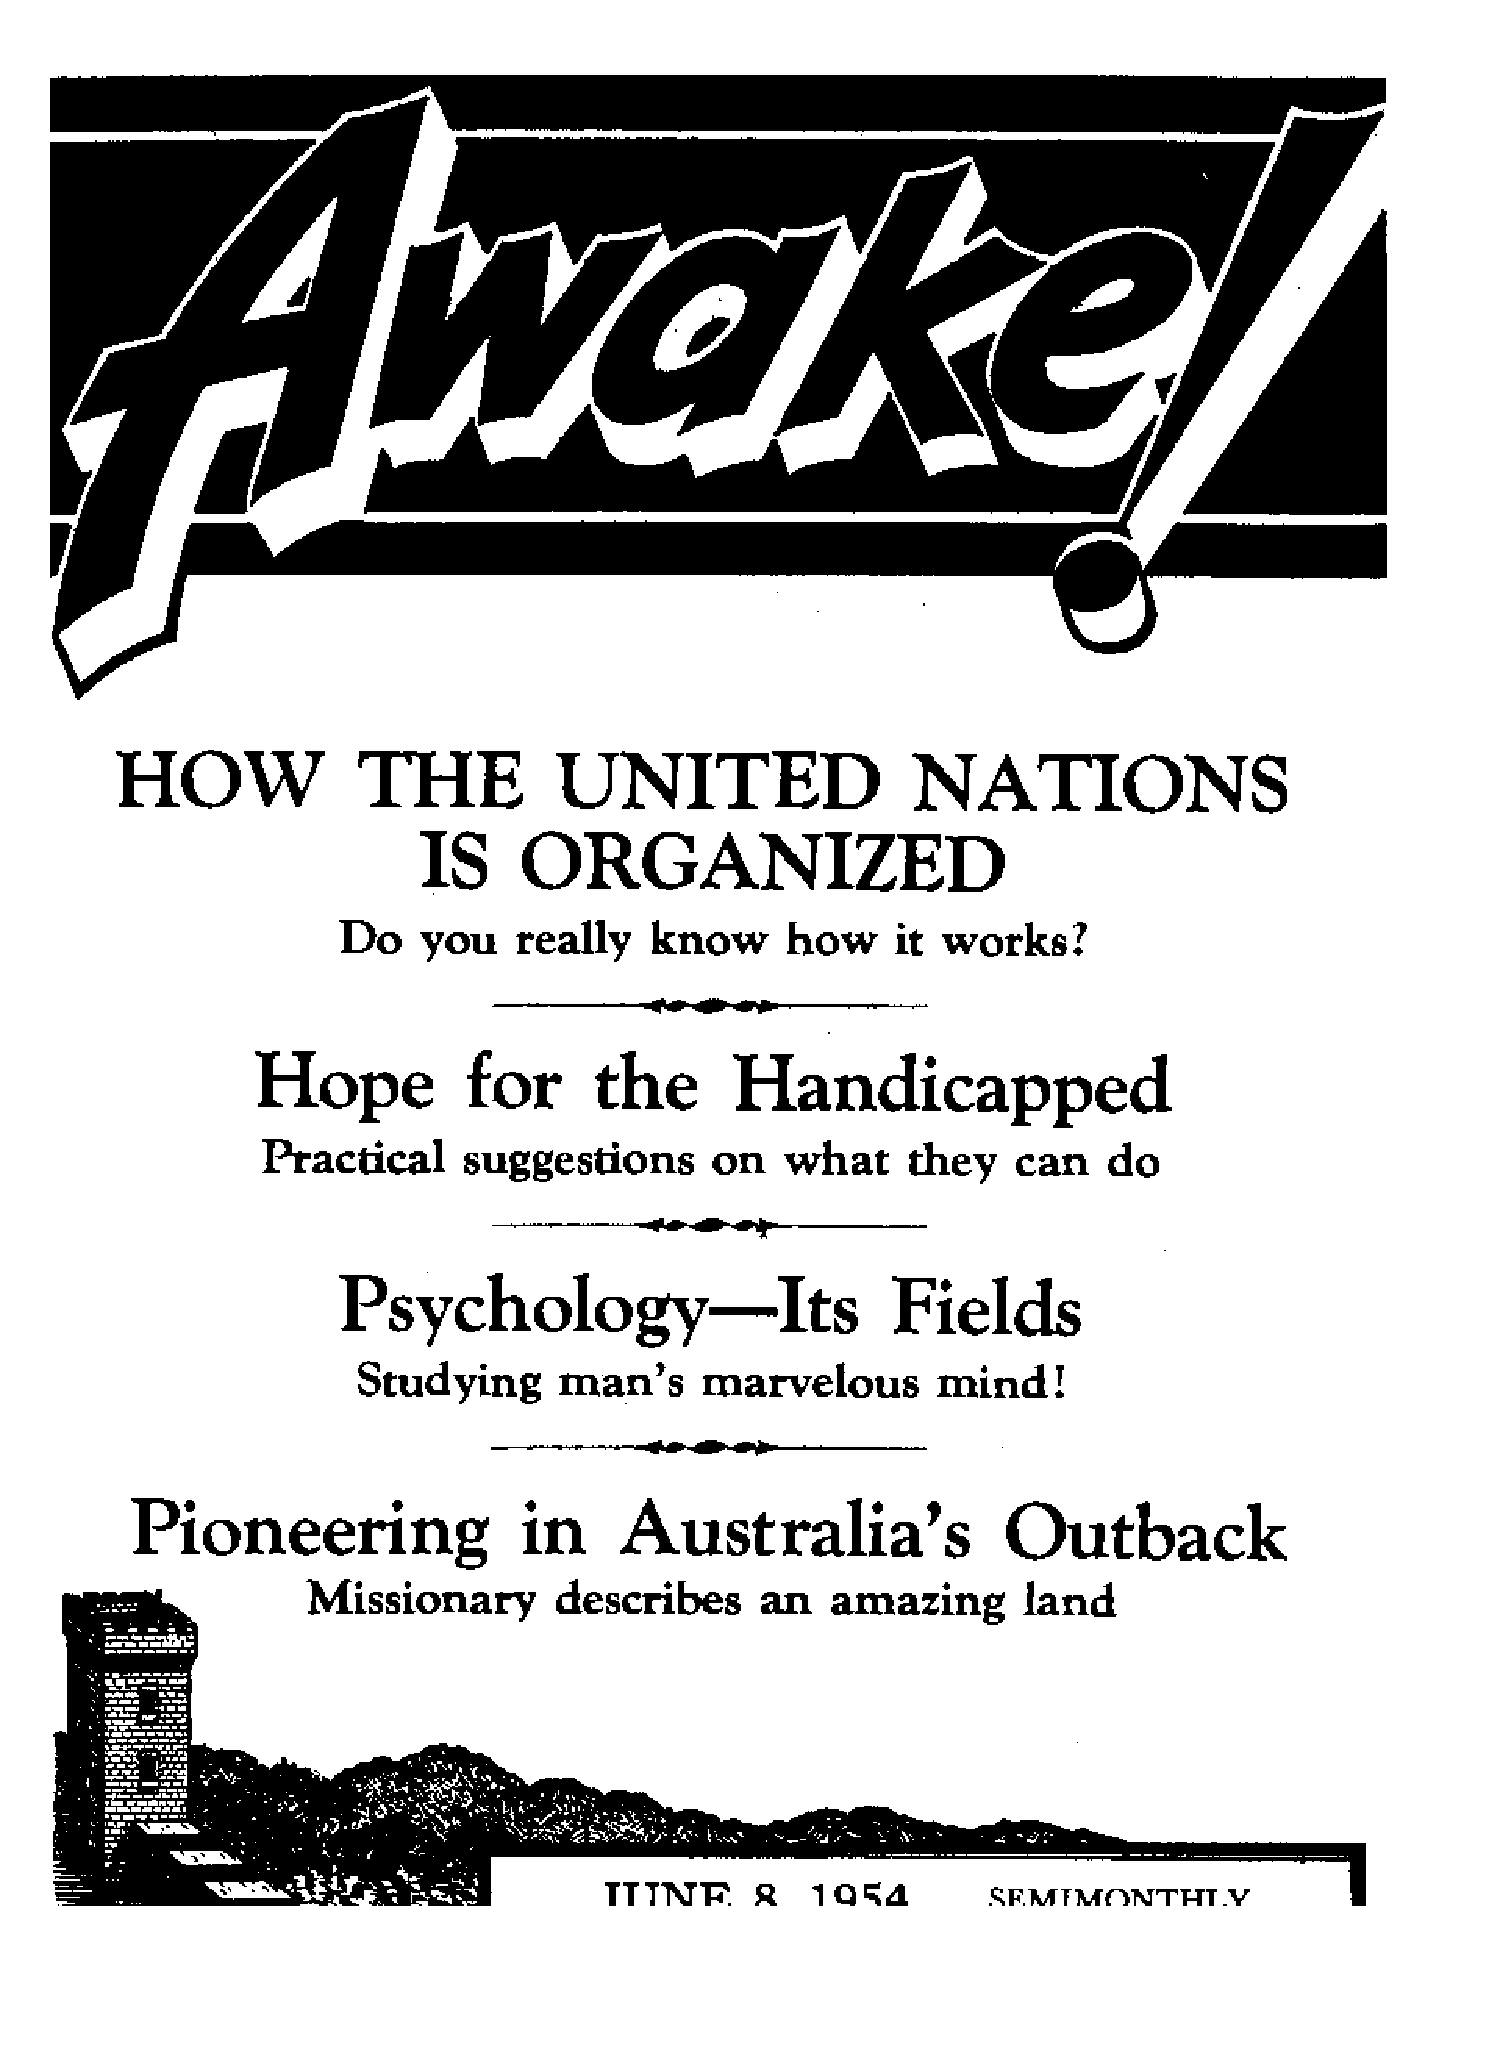 Awake!
HOW THE UNITED NATIONS
IS ORGANIZED
Do you really know how it works?
Hope for the Handicapped
Practical suggestions on what they can do
Psychology—Its Fields
Studying man's marvelous mind!
Pioneering in Australia's Outback
Missionary describes an amazing land
JUNE 8, 1954 SEMIMONTHLY